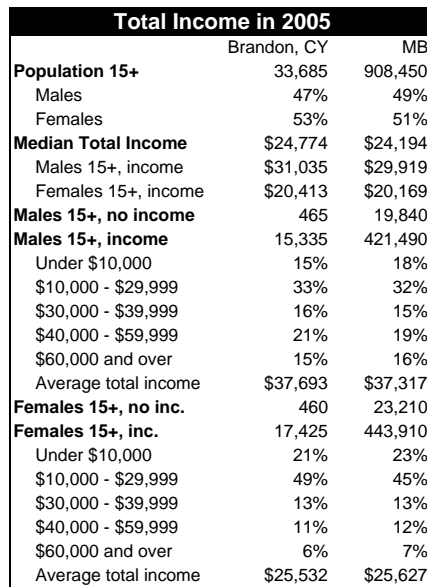 Total Income in 2005
Brandon, CY MB
Population 15+ 33,685 908,450
Males 47% 49%
Females 53% 51%
Median Total Income $24,774 $24,194
Males 15+, income $31,035 $29,919
Females 15+, income $20,413 $20,169
Males 15+, no income 465 19,840
Males 15+, income 15,335 421,490
Under $10,000 15% 18%
$10,000 - $29,999 33% 32%
$30,000 - $39,999 16% 15%
$40,000 - $59,999 21% 19%
$60,000 and over 15% 16%
Average total income $37,693 $37,317
Females 15+, no inc. 460 23,210
Females 15+, inc. 17,425 443,910
Under $10,000 21% 23%
$10,000 - $29,999 49% 45%
$30,000 - $39,999 13% 13%
$40,000 - $59,999 11% 12%
$60,000 and over 6% 7%
Average total income $25,532 $25,627